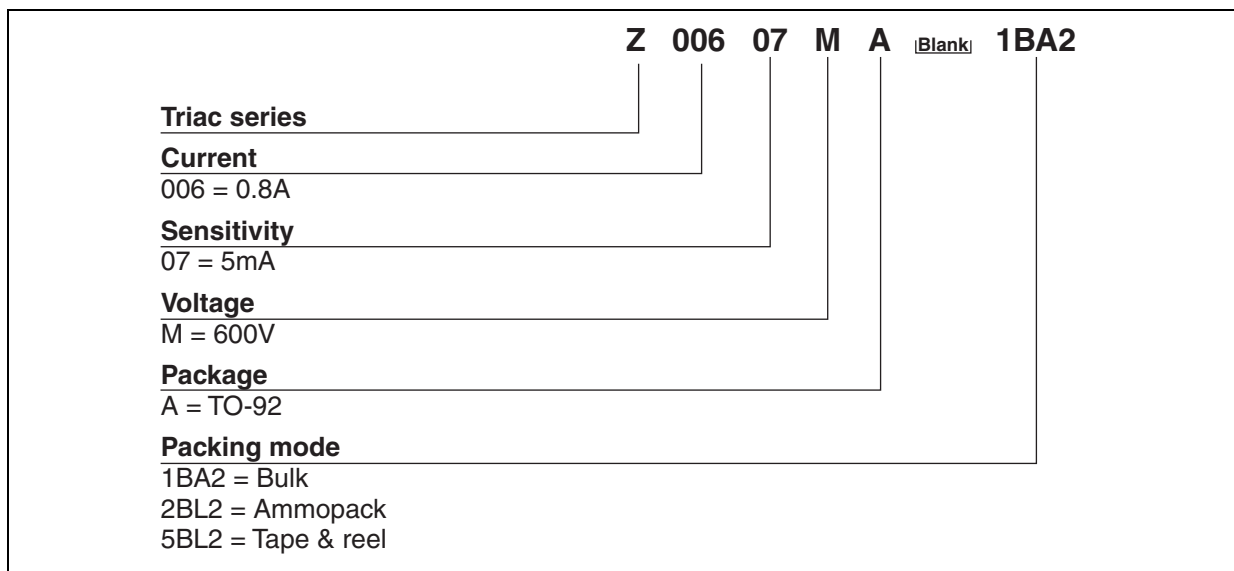 Z 006 07 M A Blank 1BA2
Triac series
Current
006 = 0.8A
Sensitivity
07 = 5mA
Voltage
M = 600V
Package
A = TO-92
Packing mode
1BA2 = Bulk
2BL2 = Ammopack
5BL2 = Tape & reel